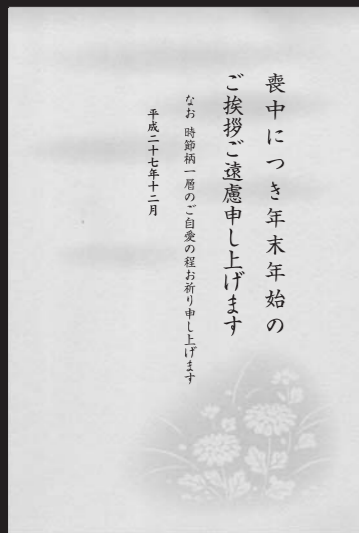 喪中につき年末年始の
ご挨拶ご遠慮申し上げます
なお 時節柄一層のご自愛の程お祈り申し上げます
平成二十七年十二月